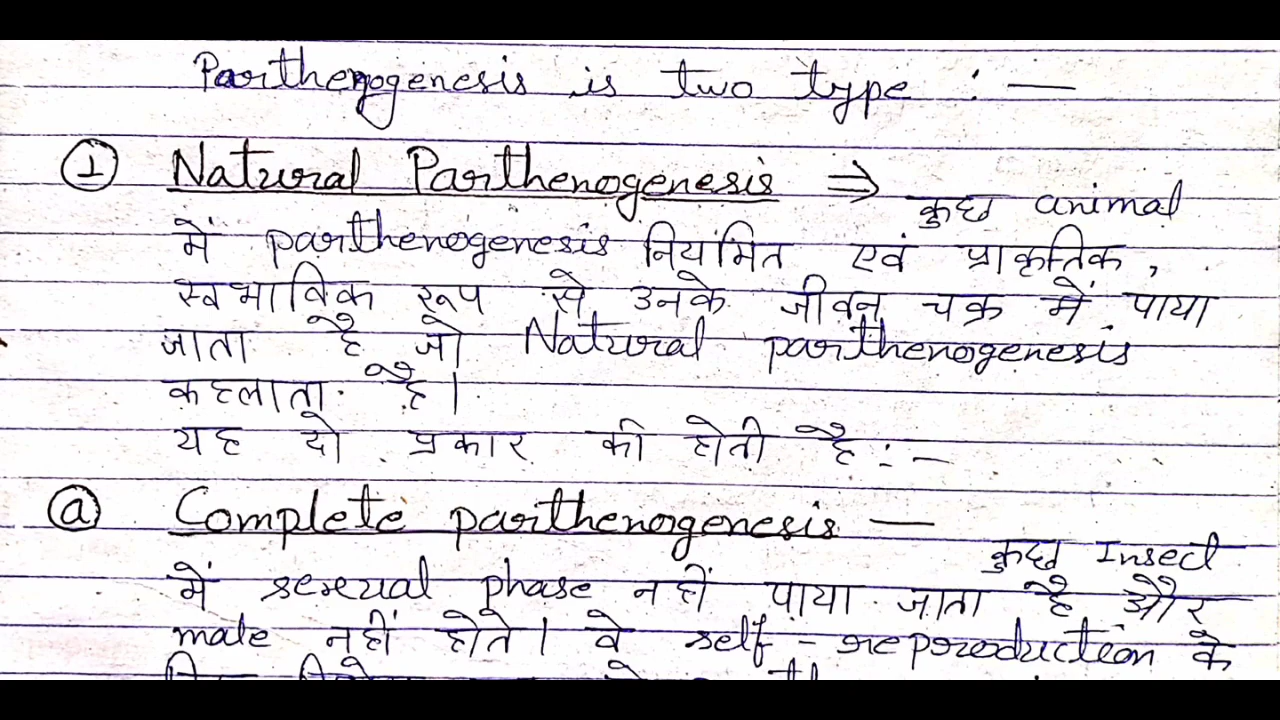 Parthenogenesis is two type : —
① Natural Parthenogenesis ⇒
कुछ animal
में parthenogenesis नियमित एवं प्राकृतिक ,
स्वभाविक रूप से उनके जीवन चक्र में पाया
जाता है जो Natural parthenogenesis
कहलाता है।
यह दो प्रकार की होती है : —
ⓐ Complete parthenogenesis —
कुछ Insect
में sexual phase नहीं पाया जाता है और
male नहीं होते। वे self - reproduction के